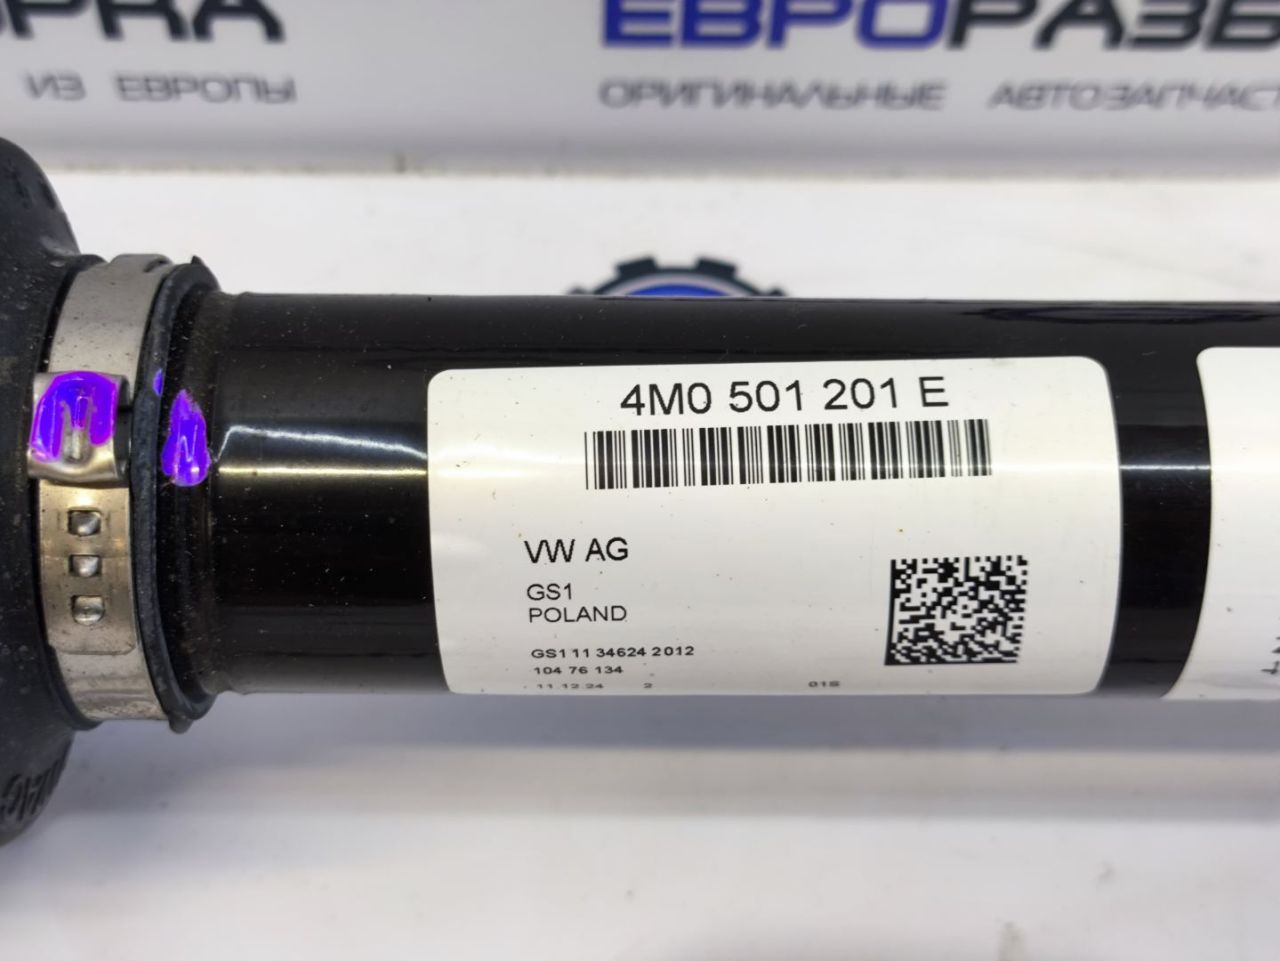 ЕВРОРАЗБ
ИЗ ЕВРОПЫ
ОРИГИНАЛЬНЫЕ АВТОЗАПЧАСТ
4M0 501 201 E
VW AG
GS1
POLAND
GS1 11 34624 2012
104 76 134
11.12.24 2 01S